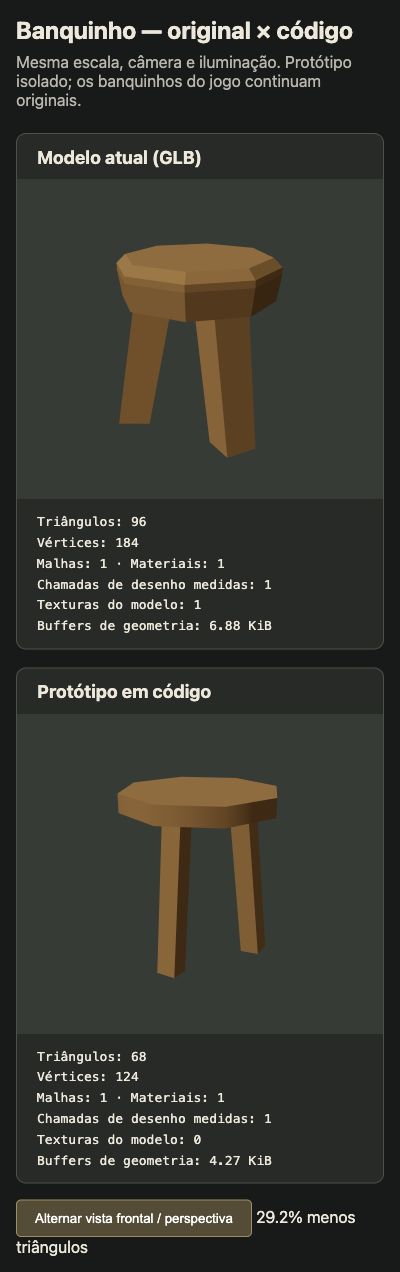 Banquinho — original × código
Mesma escala, câmera e iluminação. Protótipo
isolado; os banquinhos do jogo continuam
originais.
Modelo atual (GLB)
Triângulos: 96
Vértices: 184
Malhas: 1 · Materiais: 1
Chamadas de desenho medidas: 1
Texturas do modelo: 1
Buffers de geometria: 6.88 KiB
Protótipo em código
Triângulos: 68
Vértices: 124
Malhas: 1 · Materiais: 1
Chamadas de desenho medidas: 1
Texturas do modelo: 0
Buffers de geometria: 4.27 KiB
Alternar vista frontal / perspectiva 29.2% menos
triângulos